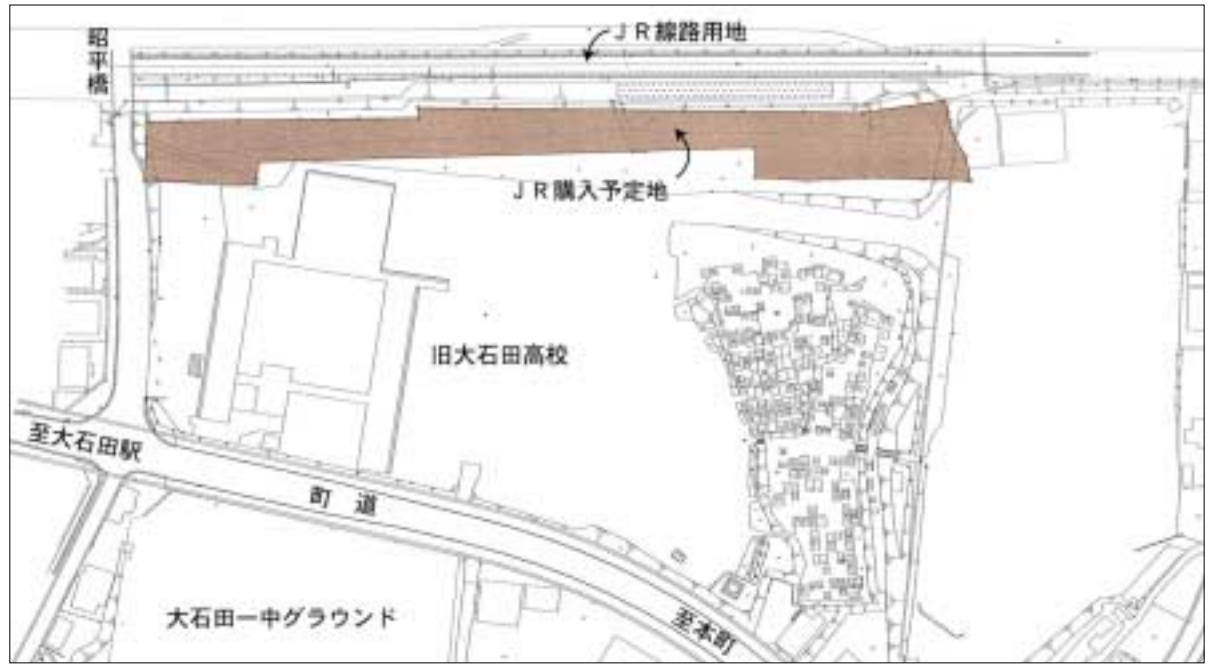 昭平橋
ＪＲ線路用地
ＪＲ購入予定地
旧大石田高校
至大石田駅
町道
大石田一中グラウンド
至本町